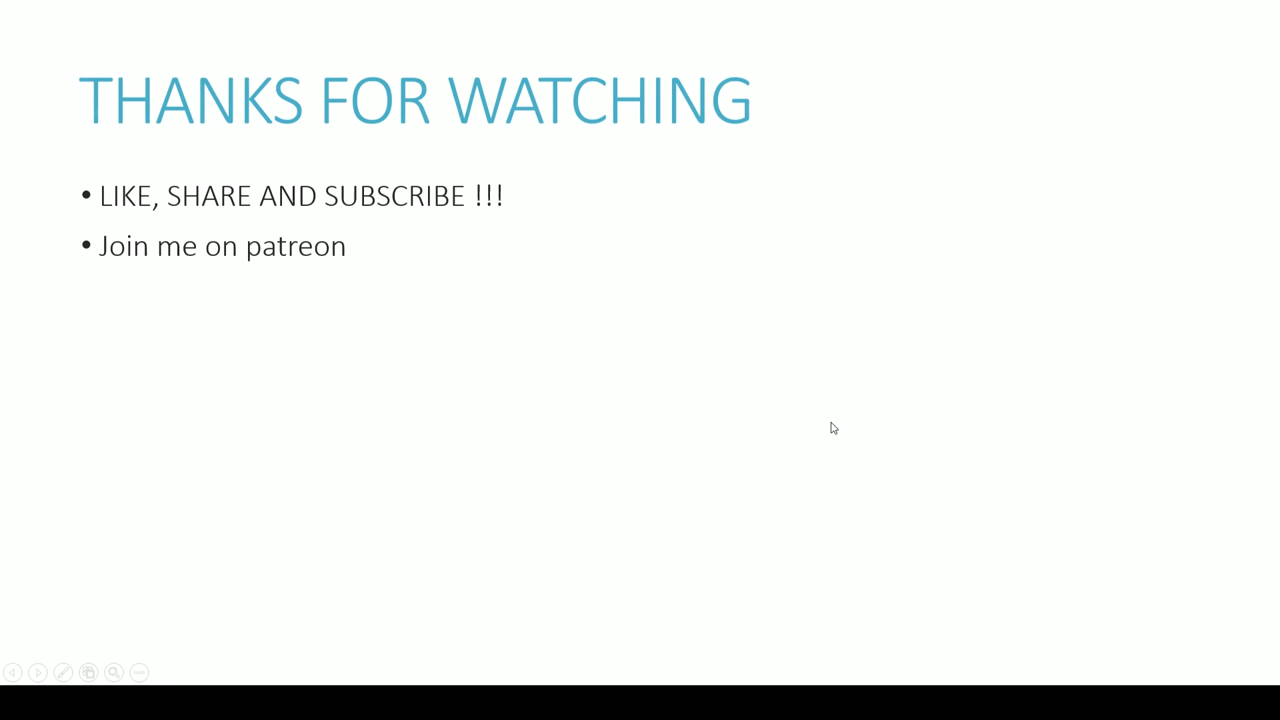 THANKS FOR WATCHING
• LIKE, SHARE AND SUBSCRIBE !!!
• Join me on patreon